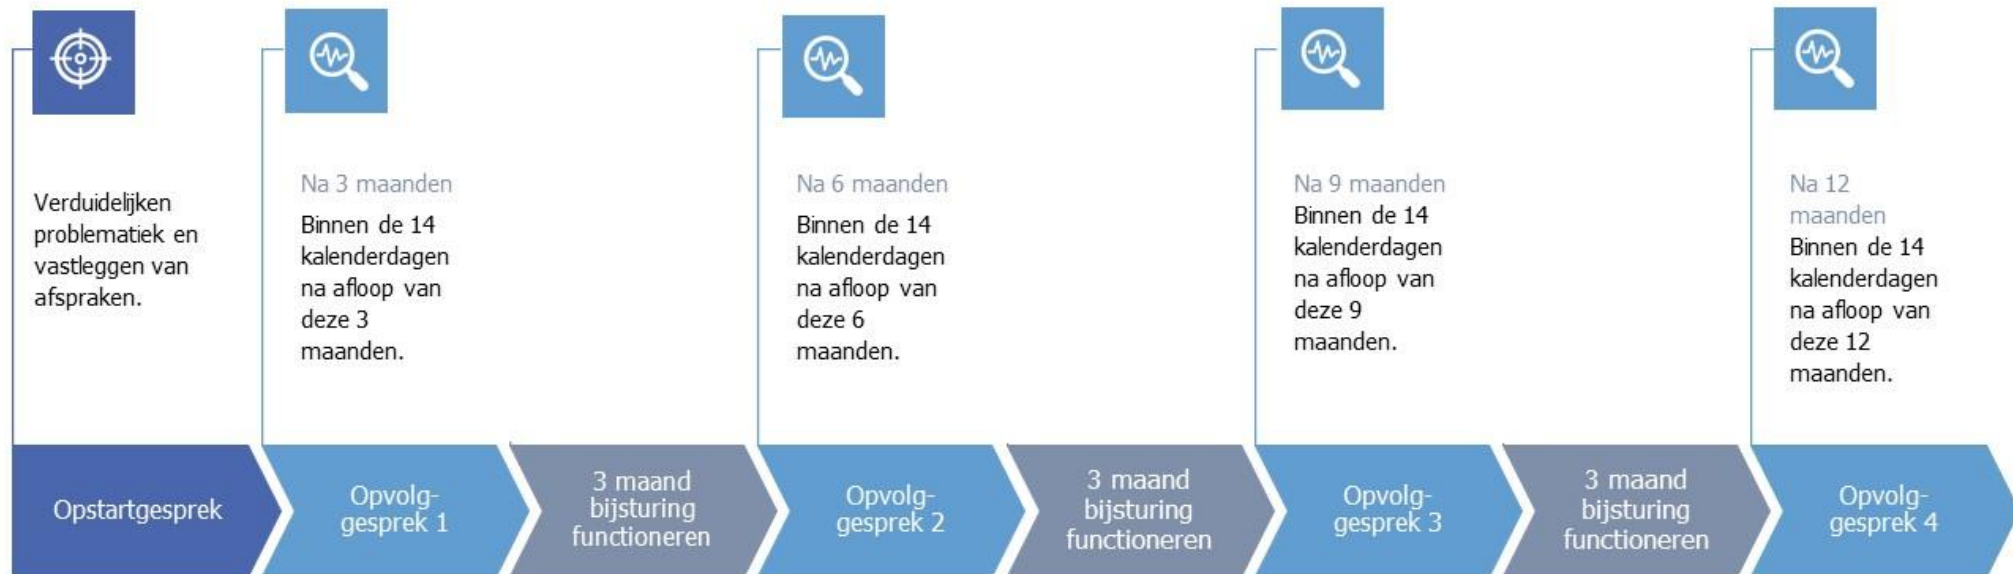 Verduidelijken
problematiek en
vastleggen van
afspraken.
Na 3 maanden
Binnen de 14
kalenderdagen
na afloop van
deze 3
maanden.
Na 6 maanden
Binnen de 14
kalenderdagen
na afloop van
deze 6
maanden.
Na 9 maanden
Binnen de 14
kalenderdagen
na afloop van
deze 9
maanden.
Na 12
maanden
Binnen de 14
kalenderdagen
na afloop van
deze 12
maanden.
Opstartgesprek
Opvolg-
gesprek 1
3 maand
bijsturing
functioneren
Opvolg-
gesprek 2
3 maand
bijsturing
functioneren
Opvolg-
gesprek 3
3 maand
bijsturing
functioneren
Opvolg-
gesprek 4